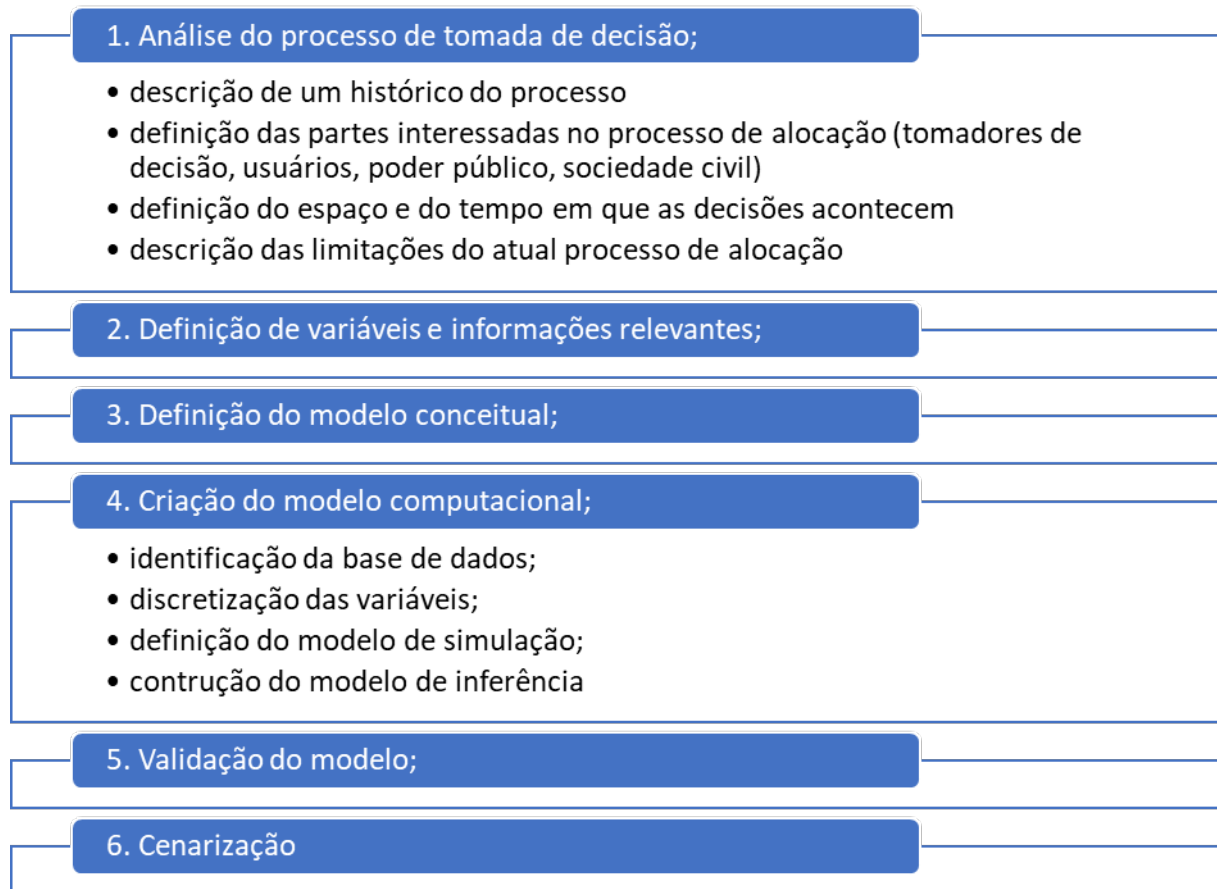 1. Análise do processo de tomada de decisão;
• descrição de um histórico do processo
• definição das partes interessadas no processo de alocação (tomadores de
decisão, usuários, poder público, sociedade civil)
• definição do espaço e do tempo em que as decisões acontecem
• descrição das limitações do atual processo de alocação
2. Definição de variáveis e informações relevantes;
3. Definição do modelo conceitual;
4. Criação do modelo computacional;
• identificação da base de dados;
• discretização das variáveis;
• definição do modelo de simulação;
• contrução do modelo de inferência
5. Validação do modelo;
6. Cenarização